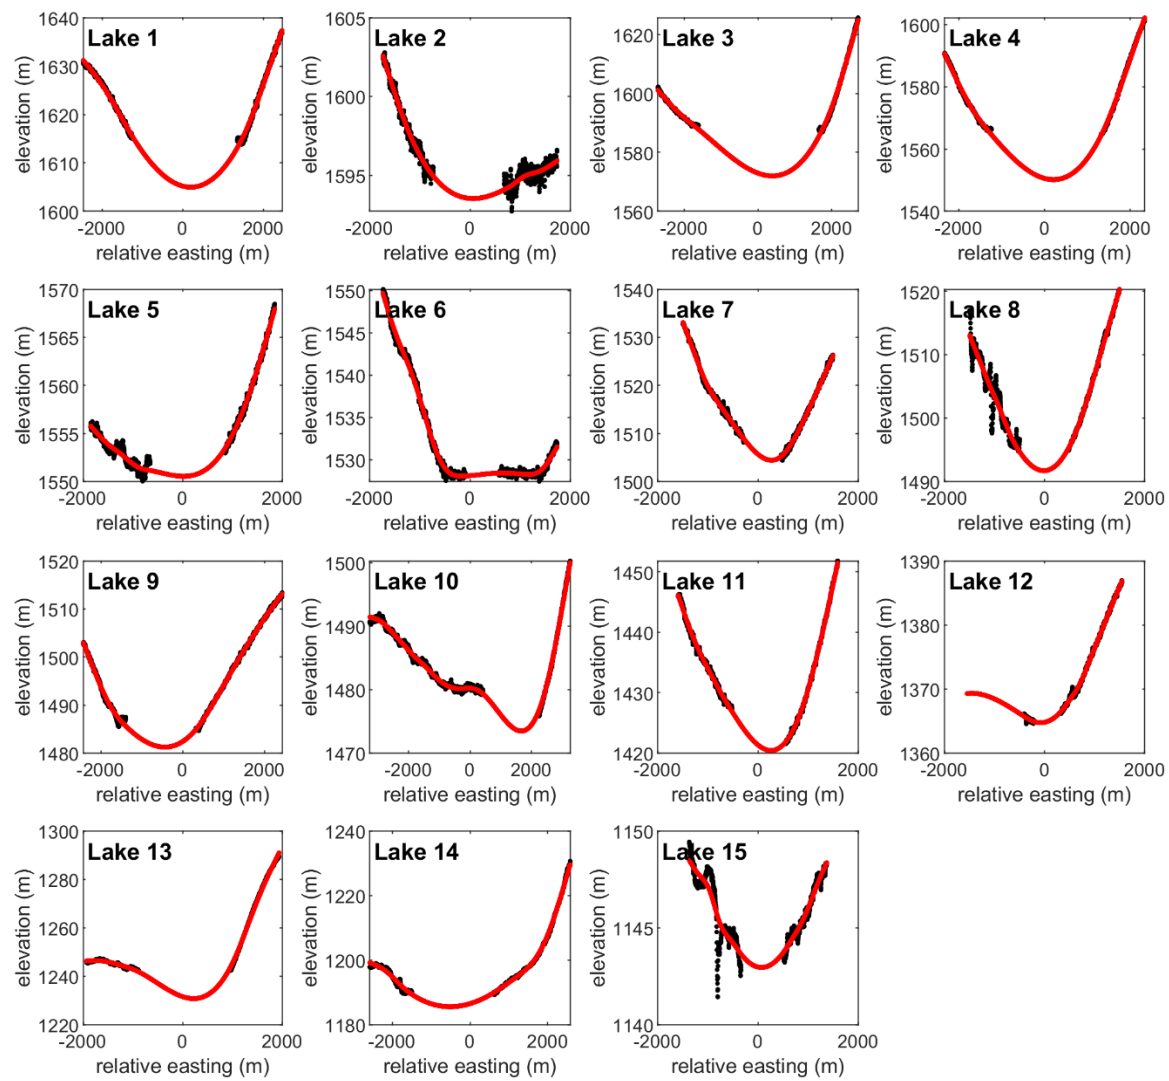 1640
1630
1620
1610
1600
elevation (m)
Lake 1
-2000 0 2000
relative easting (m)
1605
1600
1595
elevation (m)
Lake 2
-2000 -1000 0 1000 2000
relative easting (m)
1620
1600
1580
1560
elevation (m)
Lake 3
-2000 0 2000
relative easting (m)
1600
1580
1560
1540
elevation (m)
Lake 4
-2000 0 2000
relative easting (m)
1570
1565
1560
1555
1550
elevation (m)
Lake 5
-2000 0 2000
relative easting (m)
1550
1545
1540
1535
1530
elevation (m)
Lake 6
-2000 -1000 0 1000 2000
relative easting (m)
1540
1530
1520
1510
1500
elevation (m)
Lake 7
-2000 0 2000
relative easting (m)
1520
1510
1500
1490
elevation (m)
Lake 8
-2000 0 2000
relative easting (m)
1520
1510
1500
1490
1480
elevation (m)
Lake 9
-2000 0 2000
relative easting (m)
1500
1490
1480
1470
elevation (m)
Lake 10
-2000 0 2000
relative easting (m)
1450
1440
1430
1420
elevation (m)
Lake 11
-2000 0 2000
relative easting (m)
1390
1380
1370
1360
elevation (m)
Lake 12
-2000 0 2000
relative easting (m)
1300
1280
1260
1240
1220
elevation (m)
Lake 13
-2000 0 2000
relative easting (m)
1240
1220
1200
1180
elevation (m)
Lake 14
-2000 0 2000
relative easting (m)
1150
1145
1140
elevation (m)
Lake 15
-2000 0 2000
relative easting (m)